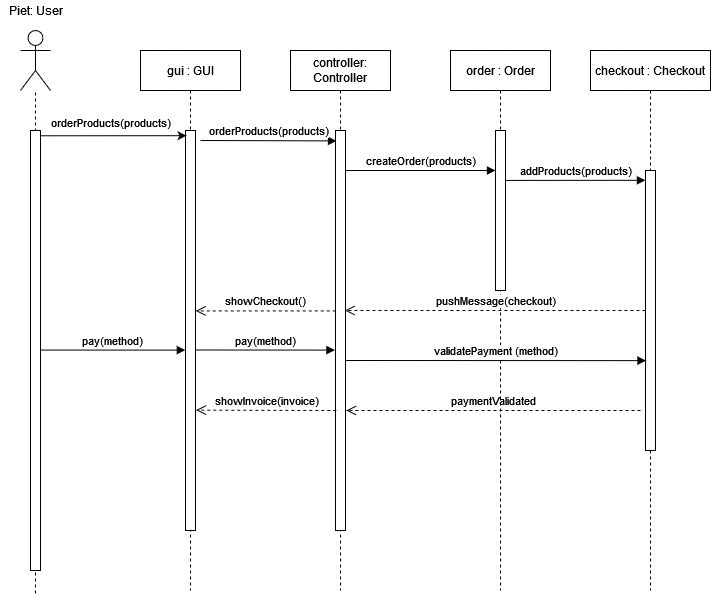 Piet: User
gui : GUI
controller:
Controller
order : Order
checkout : Checkout
orderProducts(products)
orderProducts(products)
createOrder(products)
addProducts(products)
showCheckout()
pushMessage(checkout)
pay(method)
pay(method)
validatePayment (method)
showInvoice(invoice)
paymentValidated